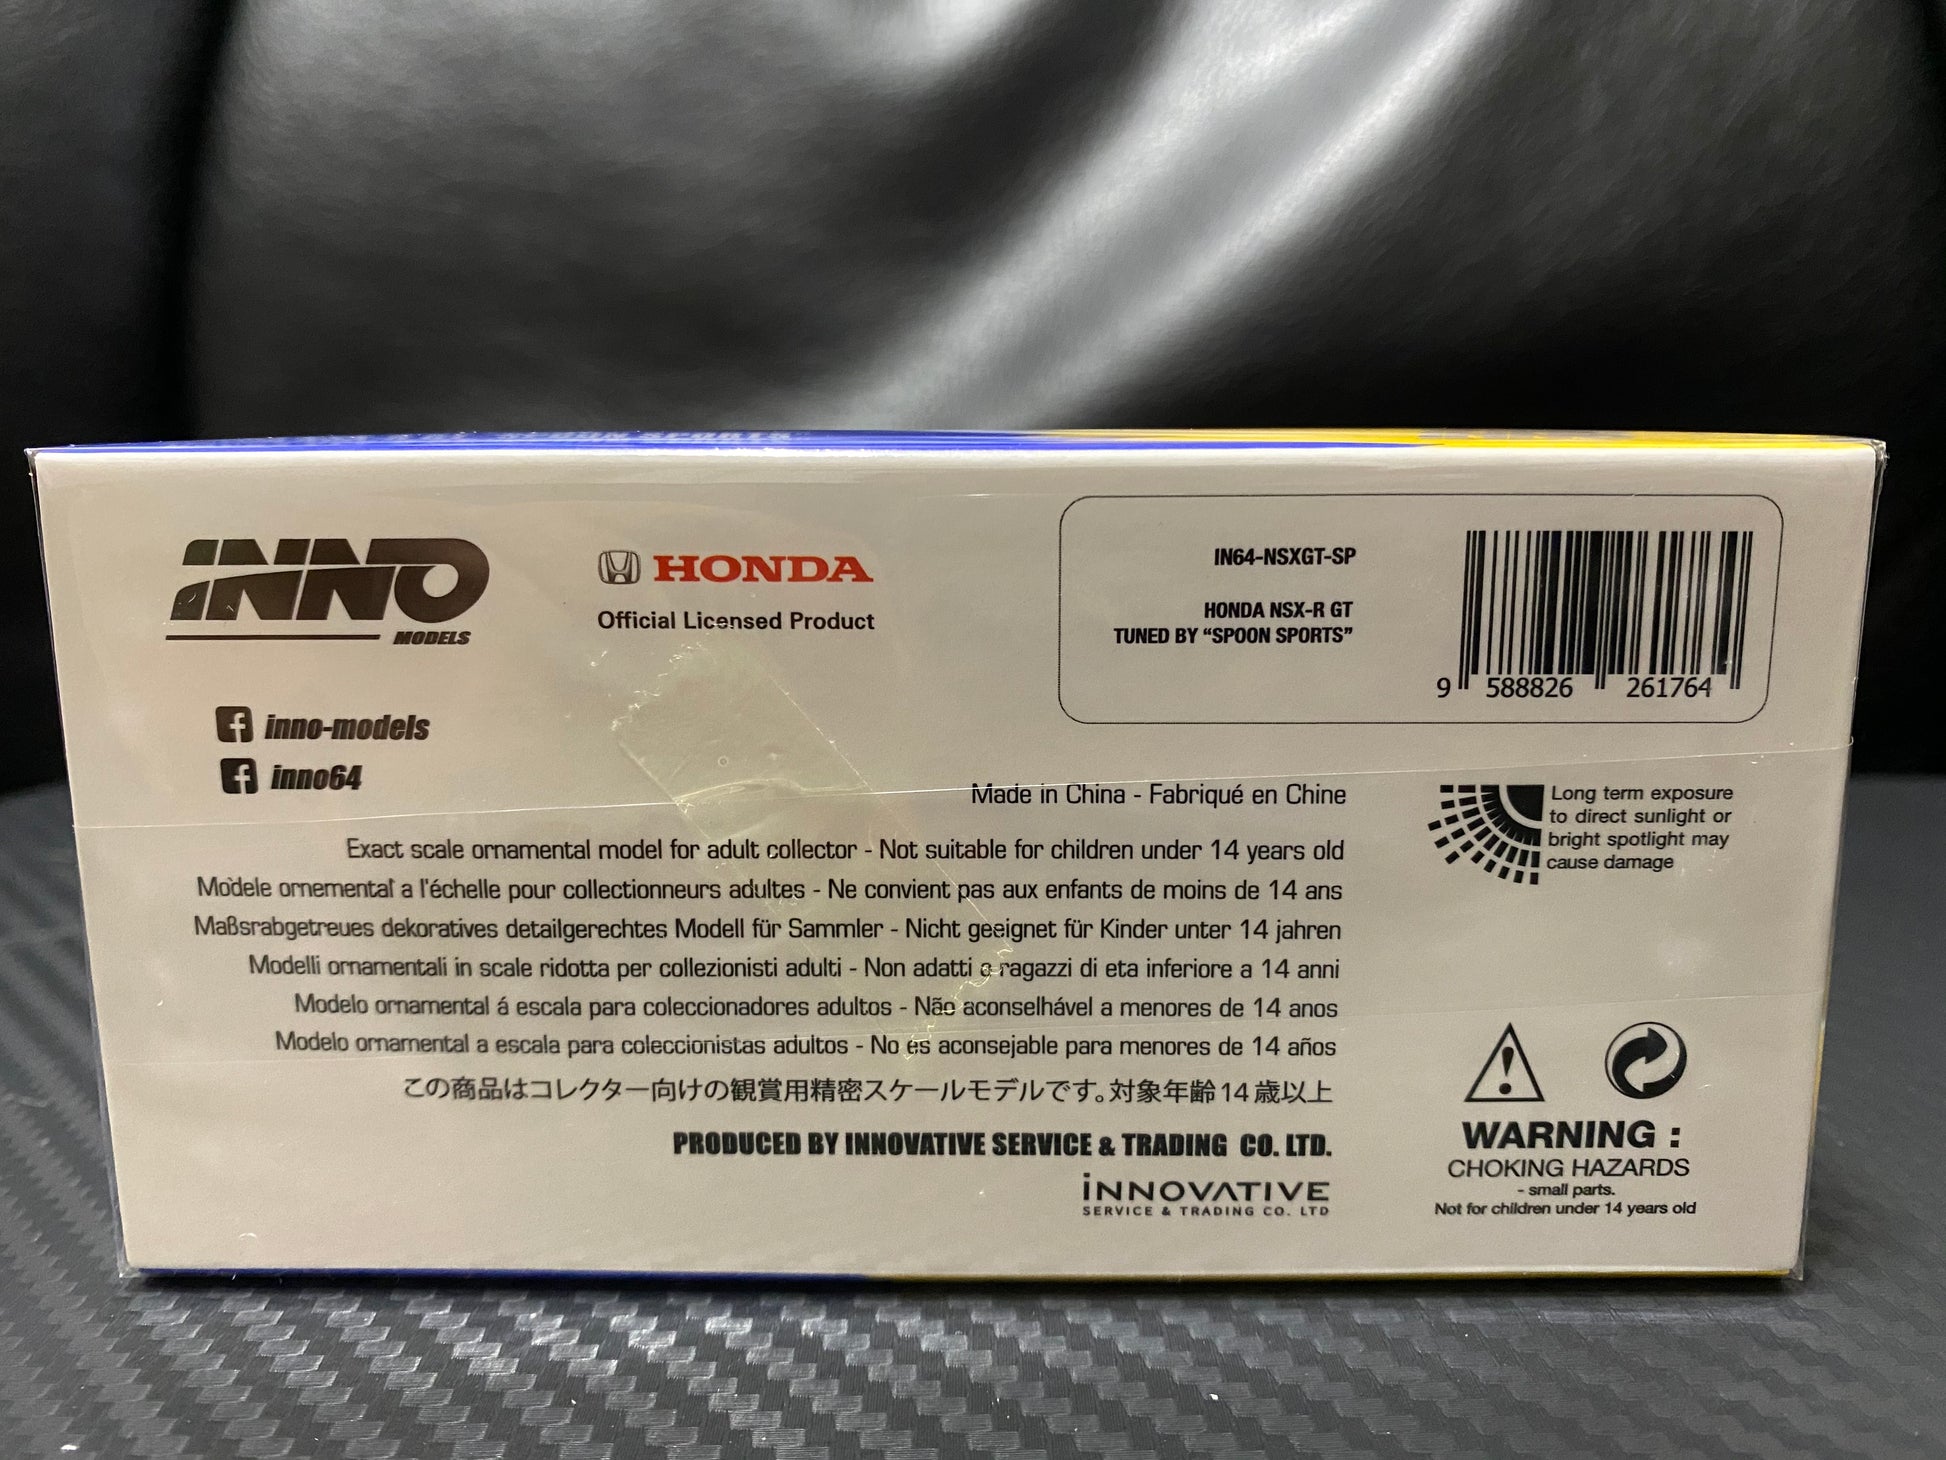 INNO
MODELS
HONDA
Official Licensed Product
IN64-NSXGT-SP
HONDA NSX-R GT
TUNED BY “SPOON SPORTS”
9 588826 261764
inno-models
inno64
Made in China - Fabriqué en Chine
Long term exposure
to direct sunlight or
bright spotlight may
cause damage
Exact scale ornamental model for adult collector - Not suitable for children under 14 years old
Modele ornemental a l'échelle pour collectionneurs adultes - Ne convient pas aux enfants de moins de 14 ans
Maßsrabgetreues dekoratives detailgerechtes Modell für Sammler - Nicht geeignet für Kinder unter 14 jahren
Modelli ornamentali in scale ridotta per collezionisti adulti - Non adatti a ragazzi di eta inferiore a 14 anni
Modelo ornamental á escala para coleccionadores adultos - Não aconselhável a menores de 14 anos
Modelo ornamental a escala para coleccionistas adultos - No es aconsejable para menores de 14 años
この商品はコレクター向けの観賞用精密スケールモデルです。対象年齢14歳以上
PRODUCED BY INNOVATIVE SERVICE & TRADING CO. LTD.
INNOVATIVE
SERVICE & TRADING CO. LTD
WARNING :
CHOKING HAZARDS
- small parts.
Not for children under 14 years old